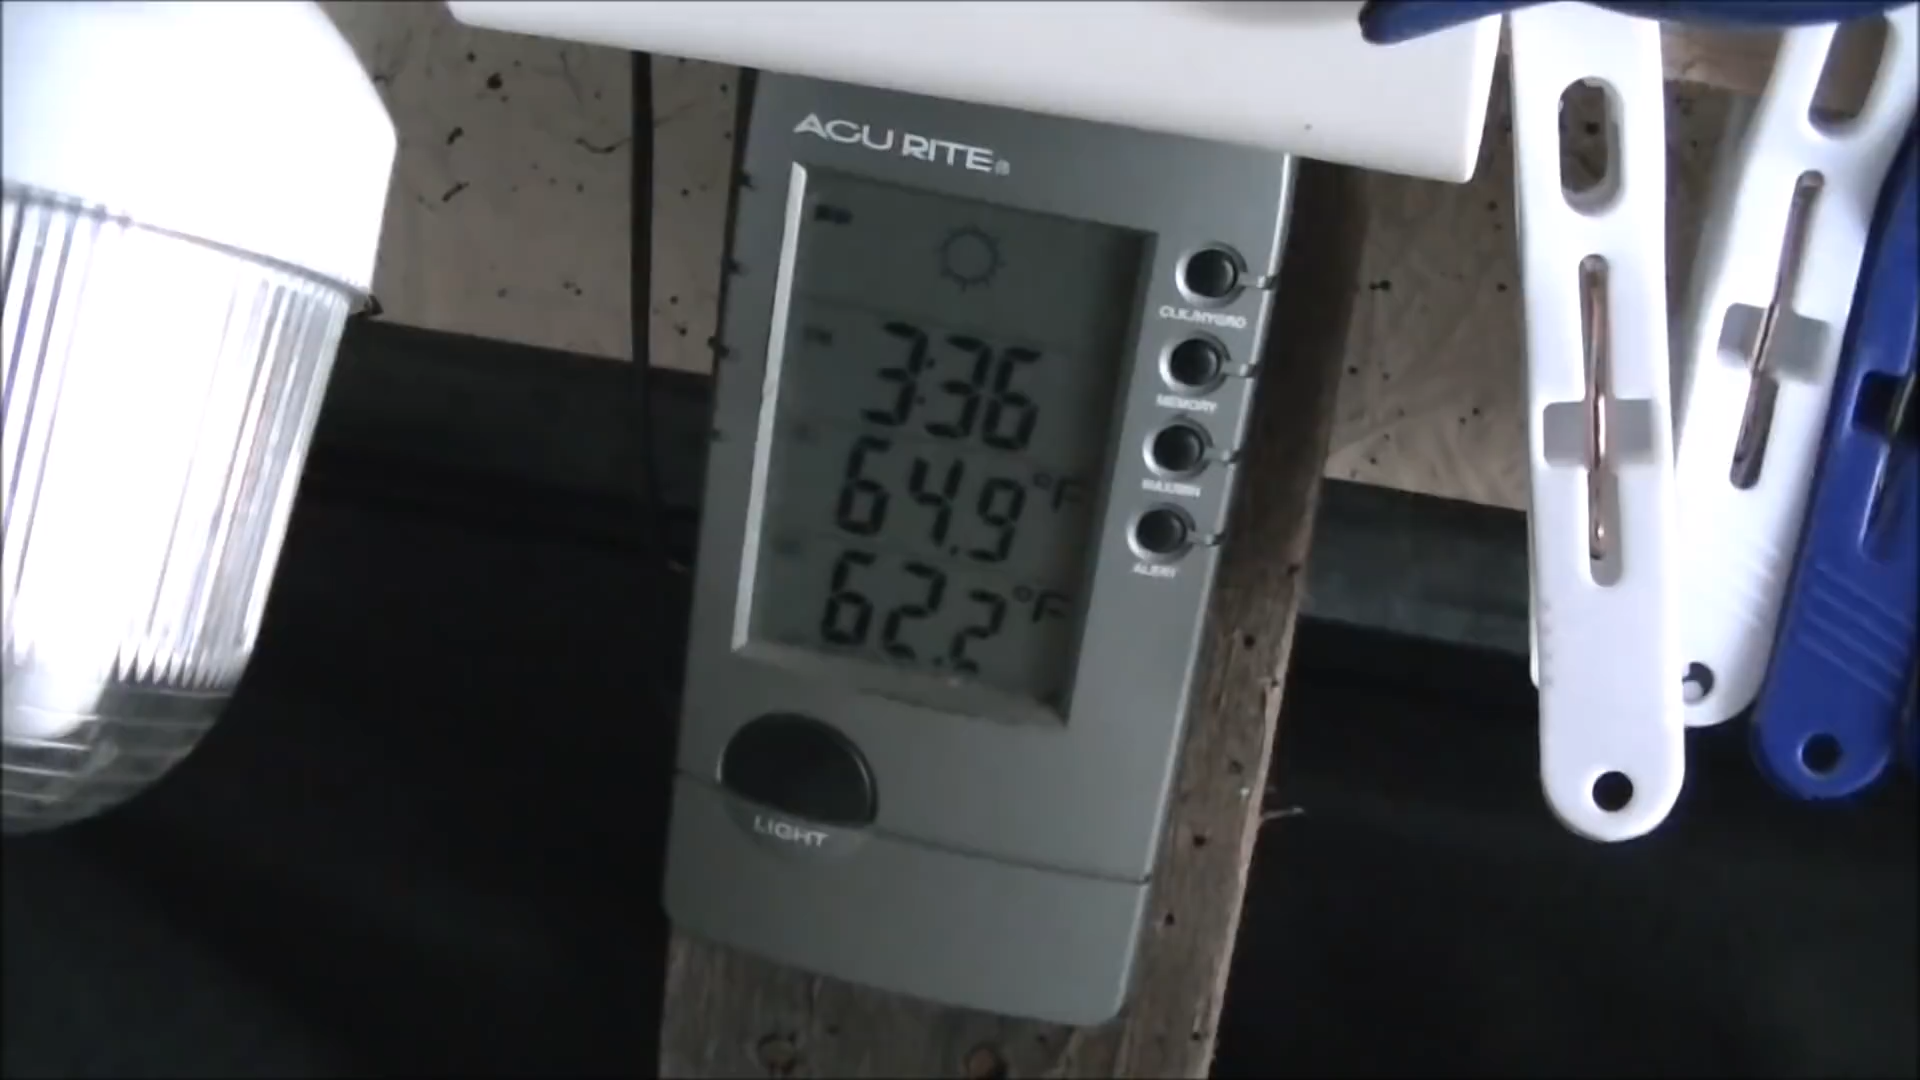 ACU RITE®
3:36
64.9°F
62.2°F
CLK/HYGRO
MEMORY
MAX/MIN
ALERT
LIGHT